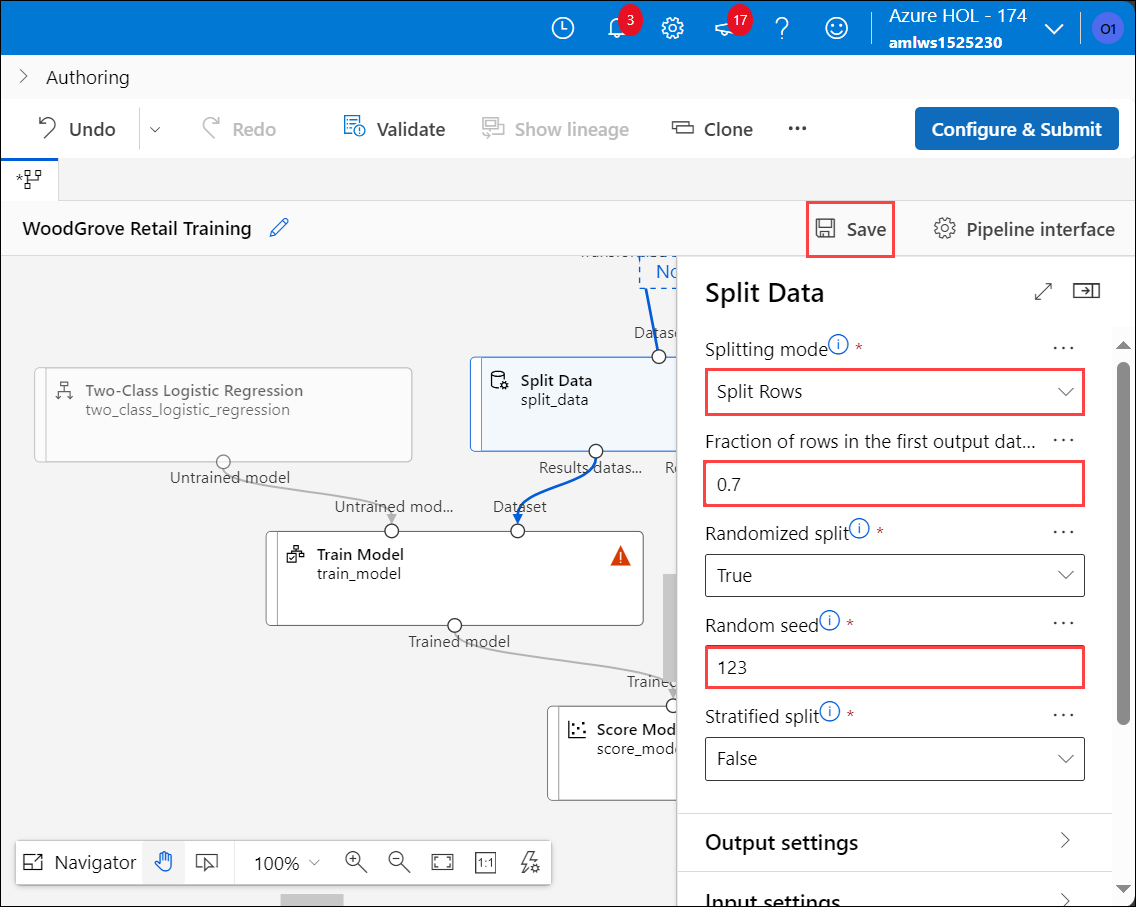 3
17
Azure HOL - 174
amlws1525230
O1
Authoring
Undo
Redo
Validate
Show lineage
Clone
Configure & Submit
WoodGrove Retail Training
Save
Pipeline interface
No
Datase
Split Data
split_data
Two-Class Logistic Regression
two_class_logistic_regression
Untrained model
Results datas...
Re
Untrained mod...
Dataset
Train Model
train_model
Trained model
Trained
Score Mod
score_mode
Navigator
100%
1:1
Split Data
Splitting mode *
Split Rows
Fraction of rows in the first output dat...
0.7
Randomized split *
True
Random seed *
123
Stratified split *
False
Output settings
Input settings